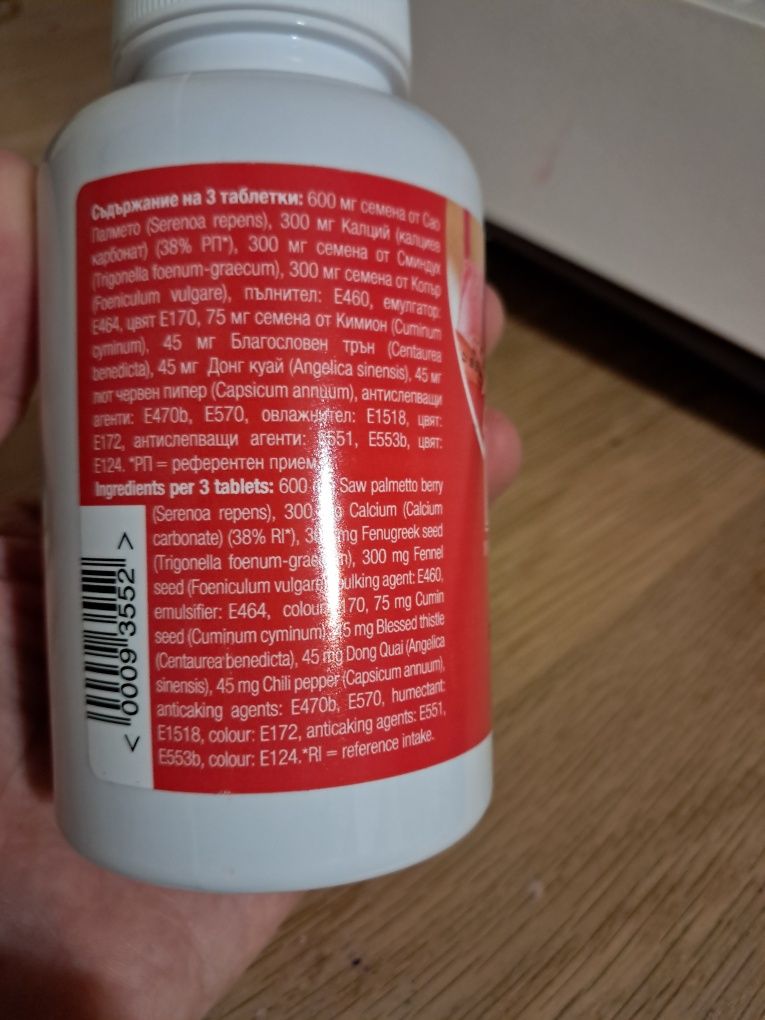 Съдържание на 3 таблетки: 600 мг семена от Сао
Палмето (Serenoa repens), 300 мг Калций (калциев
карбонат) (38% РП*), 300 мг семена от Сминдух
(Trigonella foenum-graecum), 300 мг семена от Копър
(Foeniculum vulgare), пълнител: E460, емулгатор:
E464, цвят E170, 75 мг семена от Кимион (Cuminum
cyminum), 45 мг Благословен трън (Centaurea
benedicta), 45 мг Донг куай (Angelica sinensis), 45 мг
лют червен пипер (Capsicum annuum), антислепващи
агенти: E470b, E570, овлажнител: E1518, цвят:
E172, антислепващи агенти: E551, E553b, цвят:
E124. *РП = референтен прием
Ingredients per 3 tablets: 600 Saw palmetto berry
(Serenoa repens), 300 Calcium (Calcium
carbonate) (38% RI*), mg Fenugreek seed
(Trigonella foenum-graecum), 300 mg Fennel
seed (Foeniculum vulgare), bulking agent: E460,
emulsifier: E464, colour 170, 75 mg Cumin
seed (Cuminum cyminum), 45 mg Blessed thistle
(Centaurea benedicta), 45 mg Dong Quai (Angelica
sinensis), 45 mg Chili pepper (Capsicum annuum),
anticaking agents: E470b, E570, humectant:
E1518, colour: E172, anticaking agents: E551,
E553b, colour: E124.*RI = reference intake.
< 0009 3552 >